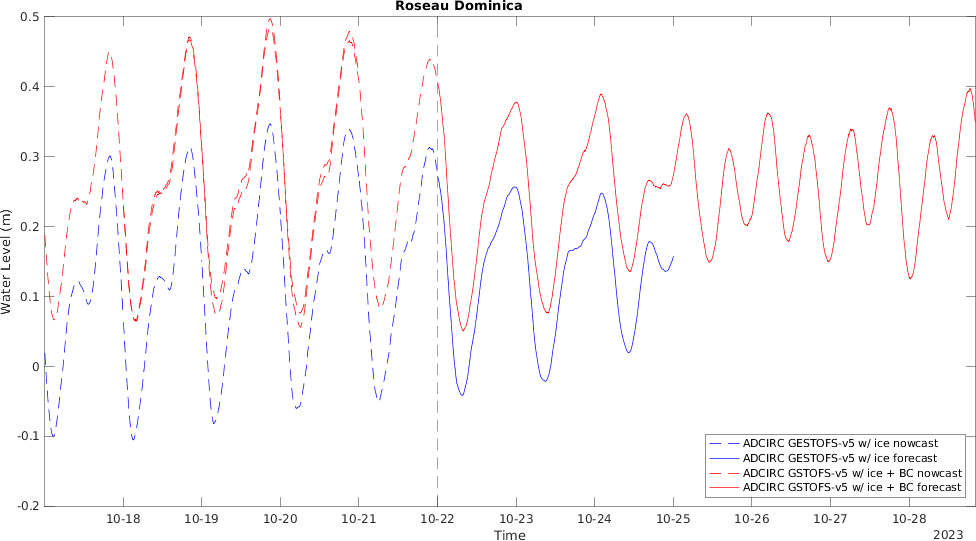 Roseau Dominica
0.5
0.4
0.3
0.2
0.1
0
-0.1
-0.2
Water Level (m)
ADCIRC GESTOFS-v5 w/ ice nowcast
ADCIRC GESTOFS-v5 w/ ice forecast
ADCIRC GSTOFS-v5 w/ ice + BC nowcast
ADCIRC GSTOFS-v5 w/ ice + BC forecast
10-18 10-19 10-20 10-21 10-22 10-23 10-24 10-25 10-26 10-27 10-28
Time
2023